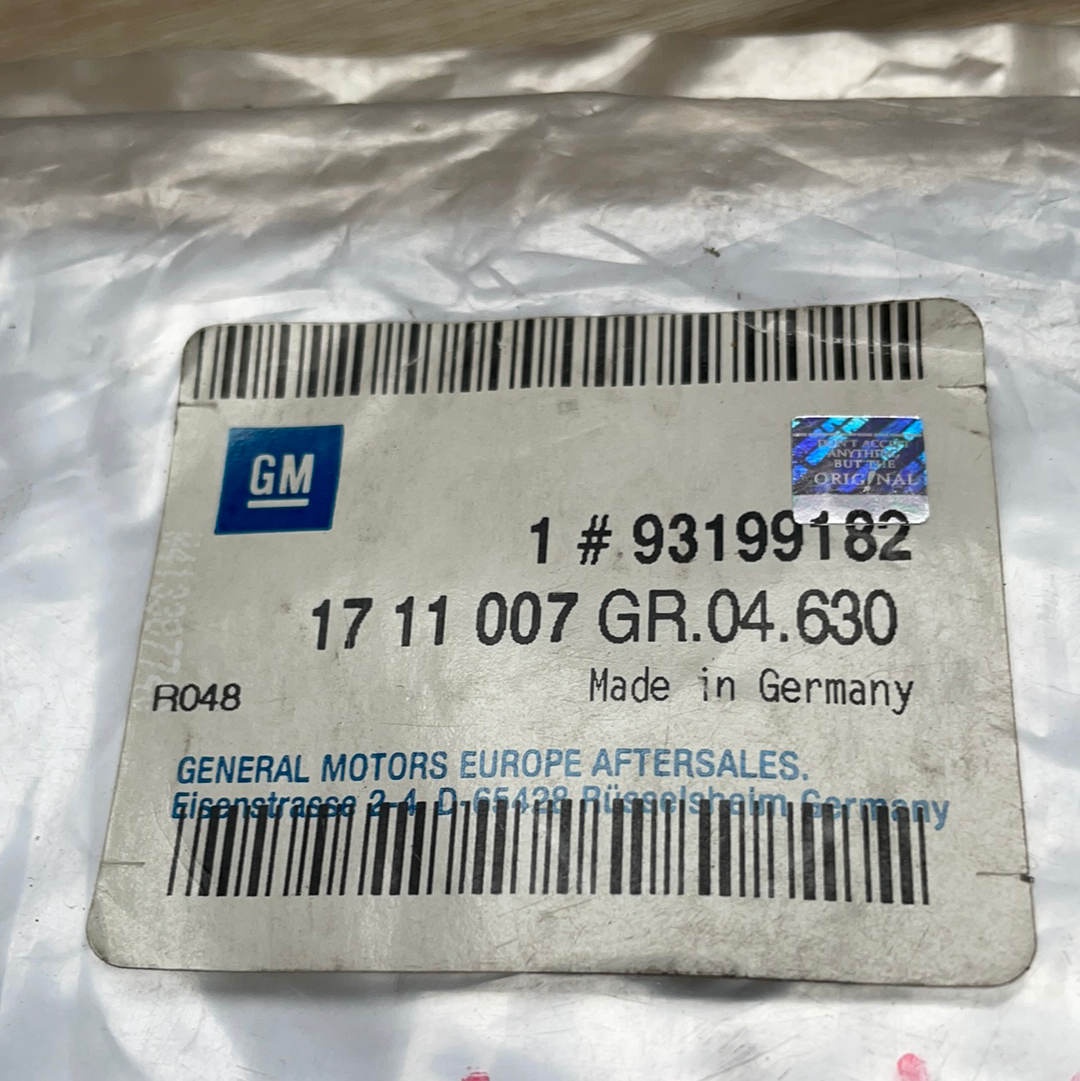 GM
DON'T ACCEPT
ANYTHING
BUT THE
ORIGINAL
1 # 93199182
17 11 007 GR.04.630
Made in Germany
R048
GENERAL MOTORS EUROPE AFTERSALES.
Eisenstrasse 2-4 D-65428 Rüsselsheim Germany